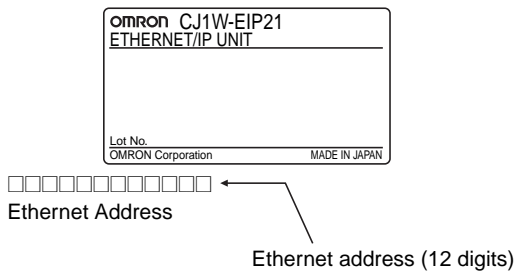 OMRON CJ1W-EIP21
ETHERNET/IP UNIT
Lot No.
OMRON Corporation MADE IN JAPAN
□□□□□□□□□□□□
Ethernet Address
Ethernet address (12 digits)